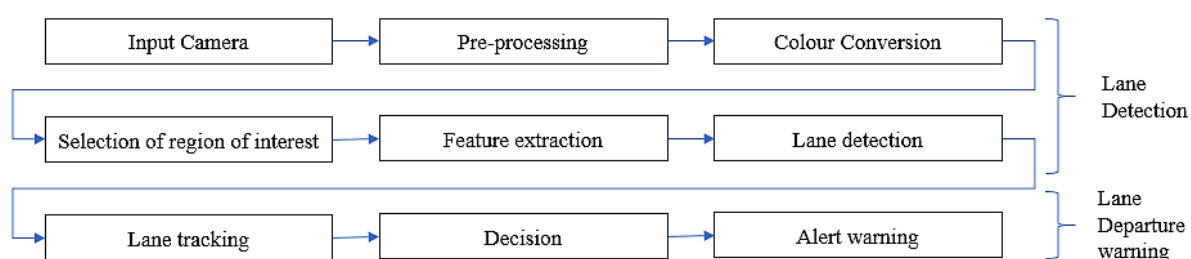 Input Camera
Pre-processing
Colour Conversion
Lane
Detection
Selection of region of interest
Feature extraction
Lane detection
Lane tracking
Decision
Alert warning
Lane
Departure
warning